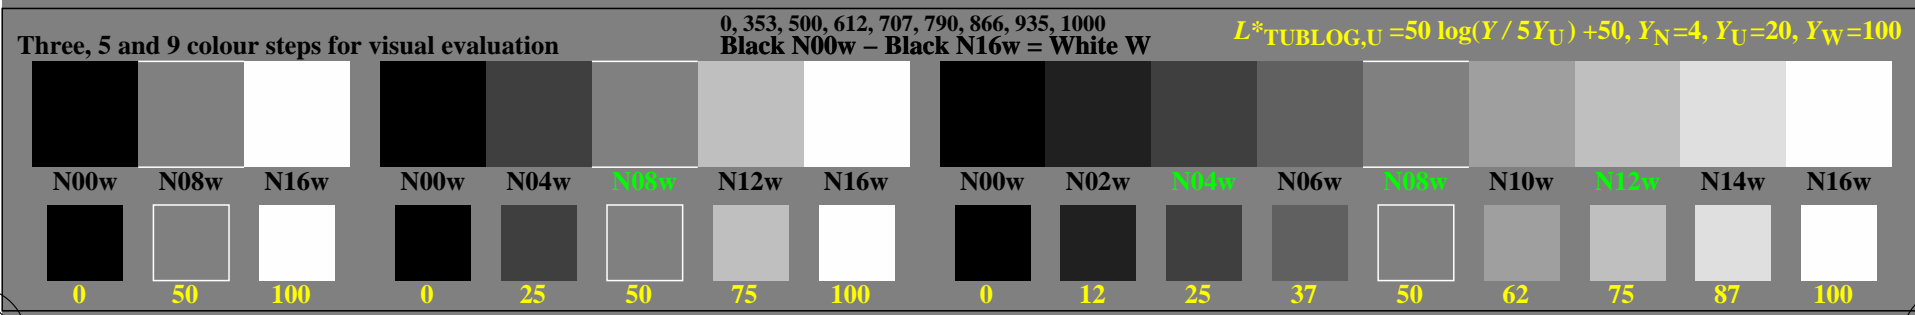 0, 353, 500, 612, 707, 790, 866, 935, 1000
Three, 5 and 9 colour steps for visual evaluation
Black N00w – Black N16w = White W
L*TUBLOG,U =50 log(Y / 5YU) +50, YN=4, YU=20, YW=100
N00w N08w N16w N00w N04w N08w N12w N16w N00w N02w N04w N06w N08w N10w N12w N14w N16w
0 50 100 0 25 50 75 100 0 12 25 37 50 62 75 87 100